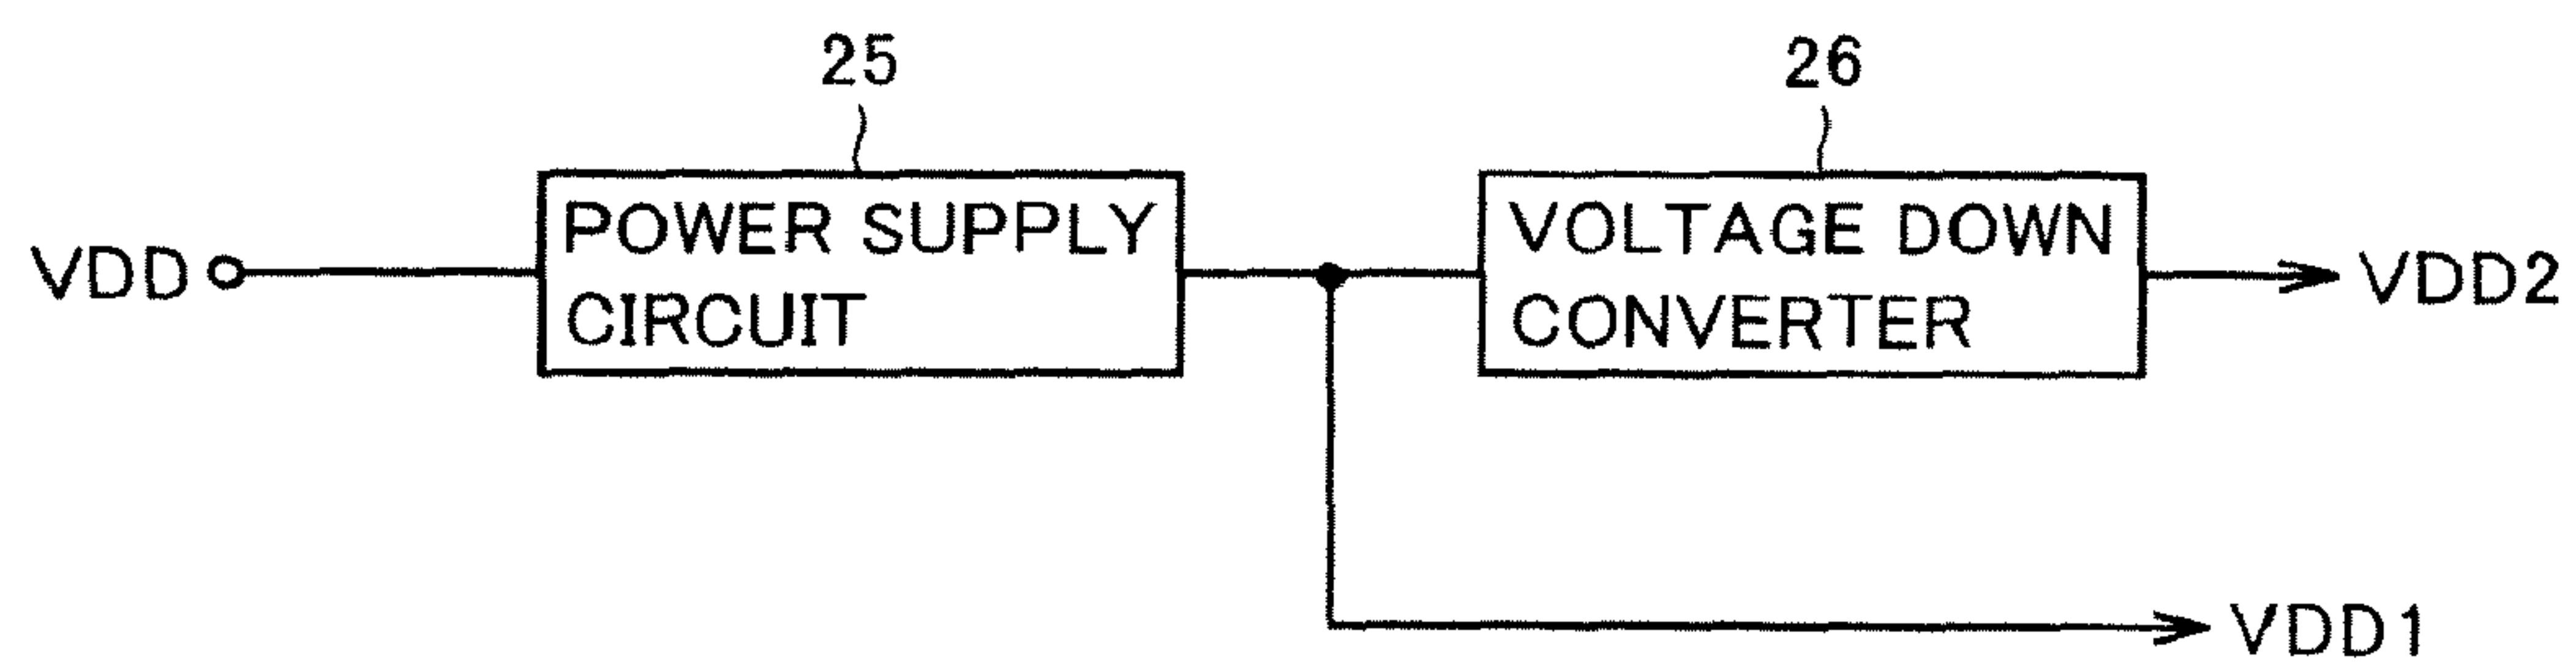 25
26
VDD
POWER SUPPLY
CIRCUIT
VOLTAGE DOWN
CONVERTER
VDD2
VDD1